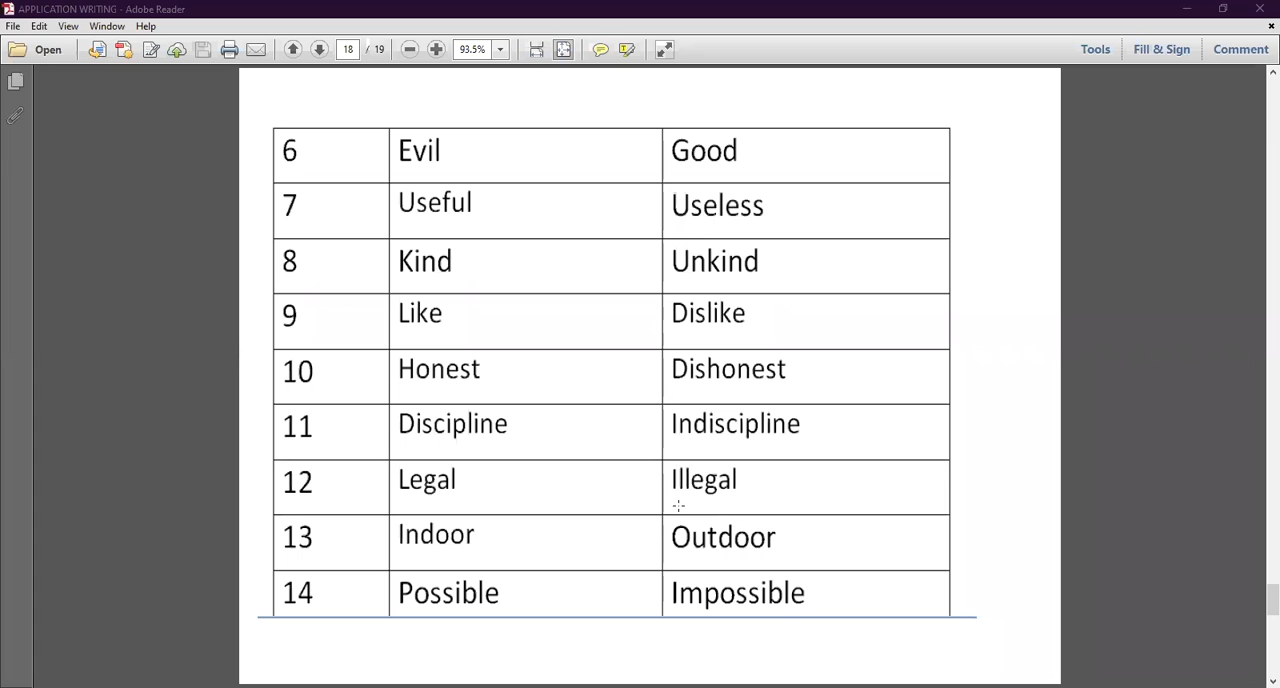 APPLICATION WRITING - Adobe Reader
File Edit View Window Help
Open 18 / 19 93.5% Tools Fill & Sign Comment
6 Evil Good
7 Useful Useless
8 Kind Unkind
9 Like Dislike
10 Honest Dishonest
11 Discipline Indiscipline
12 Legal Illegal
13 Indoor Outdoor
14 Possible Impossible